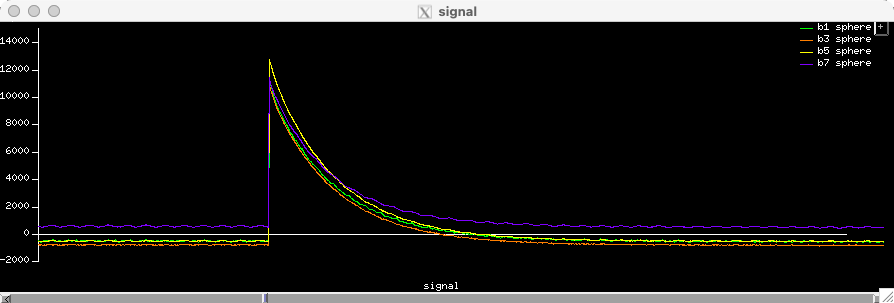 signal
b1 sphere +
b3 sphere
b5 sphere
b7 sphere
14000
12000
10000
8000
6000
4000
2000
0
-2000
signal